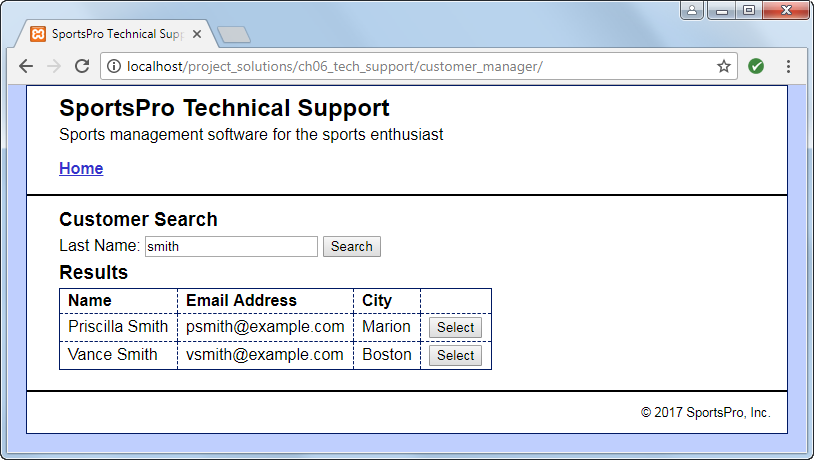 SportsPro Technical Supp
localhost/project_solutions/ch06_tech_support/customer_manager/
SportsPro Technical Support
Sports management software for the sports enthusiast
Home
Customer Search
Last Name: smith Search
Results
Name Email Address City
Priscilla Smith psmith@example.com Marion Select
Vance Smith vsmith@example.com Boston Select
© 2017 SportsPro, Inc.